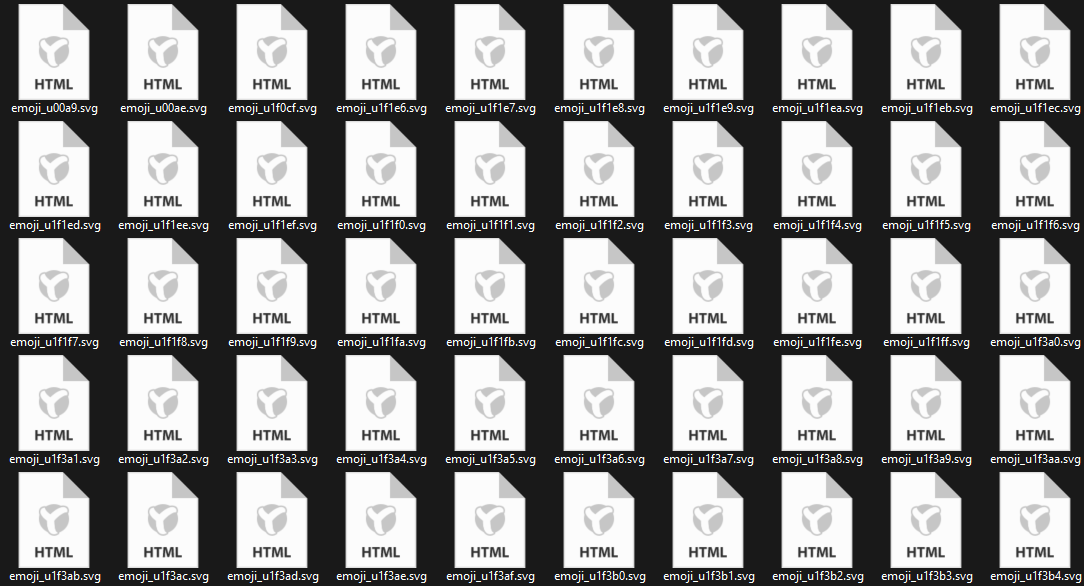 HTML HTML HTML HTML HTML HTML HTML HTML HTML HTML
emoji_u00a9.svg emoji_u00ae.svg emoji_u1f0cf.svg emoji_u1f1e6.svg emoji_u1f1e7.svg emoji_u1f1e8.svg emoji_u1f1e9.svg emoji_u1f1ea.svg emoji_u1f1eb.svg emoji_u1f1ec.svg
HTML HTML HTML HTML HTML HTML HTML HTML HTML HTML
emoji_u1f1ed.svg emoji_u1f1ee.svg emoji_u1f1ef.svg emoji_u1f1f0.svg emoji_u1f1f1.svg emoji_u1f1f2.svg emoji_u1f1f3.svg emoji_u1f1f4.svg emoji_u1f1f5.svg emoji_u1f1f6.svg
HTML HTML HTML HTML HTML HTML HTML HTML HTML HTML
emoji_u1f1f7.svg emoji_u1f1f8.svg emoji_u1f1f9.svg emoji_u1f1fa.svg emoji_u1f1fb.svg emoji_u1f1fc.svg emoji_u1f1fd.svg emoji_u1f1fe.svg emoji_u1f1ff.svg emoji_u1f3a0.svg
HTML HTML HTML HTML HTML HTML HTML HTML HTML HTML
emoji_u1f3a1.svg emoji_u1f3a2.svg emoji_u1f3a3.svg emoji_u1f3a4.svg emoji_u1f3a5.svg emoji_u1f3a6.svg emoji_u1f3a7.svg emoji_u1f3a8.svg emoji_u1f3a9.svg emoji_u1f3aa.svg
HTML HTML HTML HTML HTML HTML HTML HTML HTML HTML
emoji_u1f3ab.svg emoji_u1f3ac.svg emoji_u1f3ad.svg emoji_u1f3ae.svg emoji_u1f3af.svg emoji_u1f3b0.svg emoji_u1f3b1.svg emoji_u1f3b2.svg emoji_u1f3b3.svg emoji_u1f3b4.svg